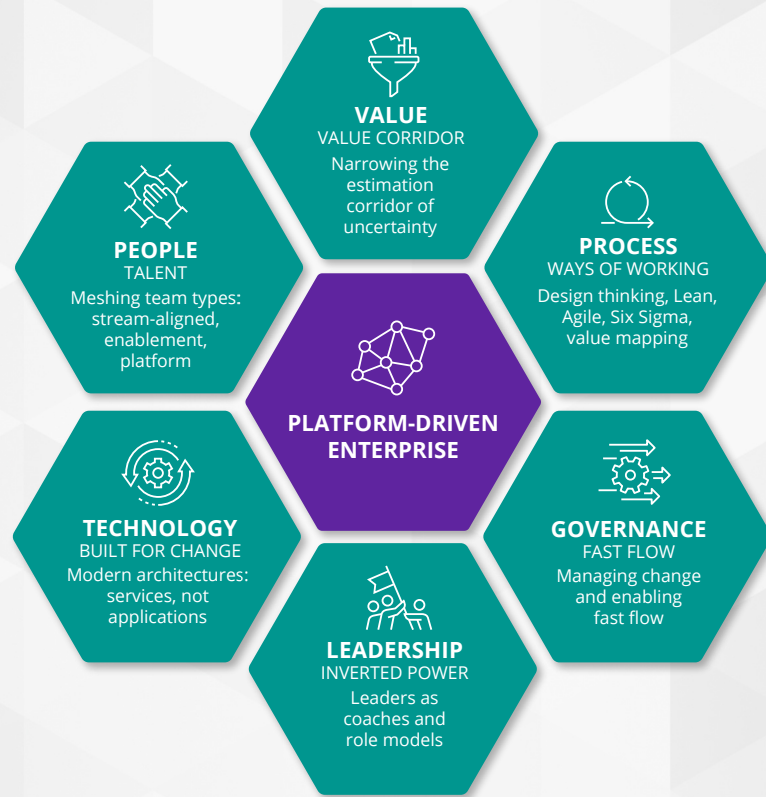 VALUE
VALUE CORRIDOR
Narrowing the
estimation
corridor of
uncertainty
PEOPLE
TALENT
Meshing team types:
stream-aligned,
enablement,
platform
PROCESS
WAYS OF WORKING
Design thinking, Lean,
Agile, Six Sigma,
value mapping
PLATFORM-DRIVEN
ENTERPRISE
TECHNOLOGY
BUILT FOR CHANGE
Modern architectures:
services, not
applications
GOVERNANCE
FAST FLOW
Managing change
and enabling
fast flow
LEADERSHIP
INVERTED POWER
Leaders as
coaches and
role models